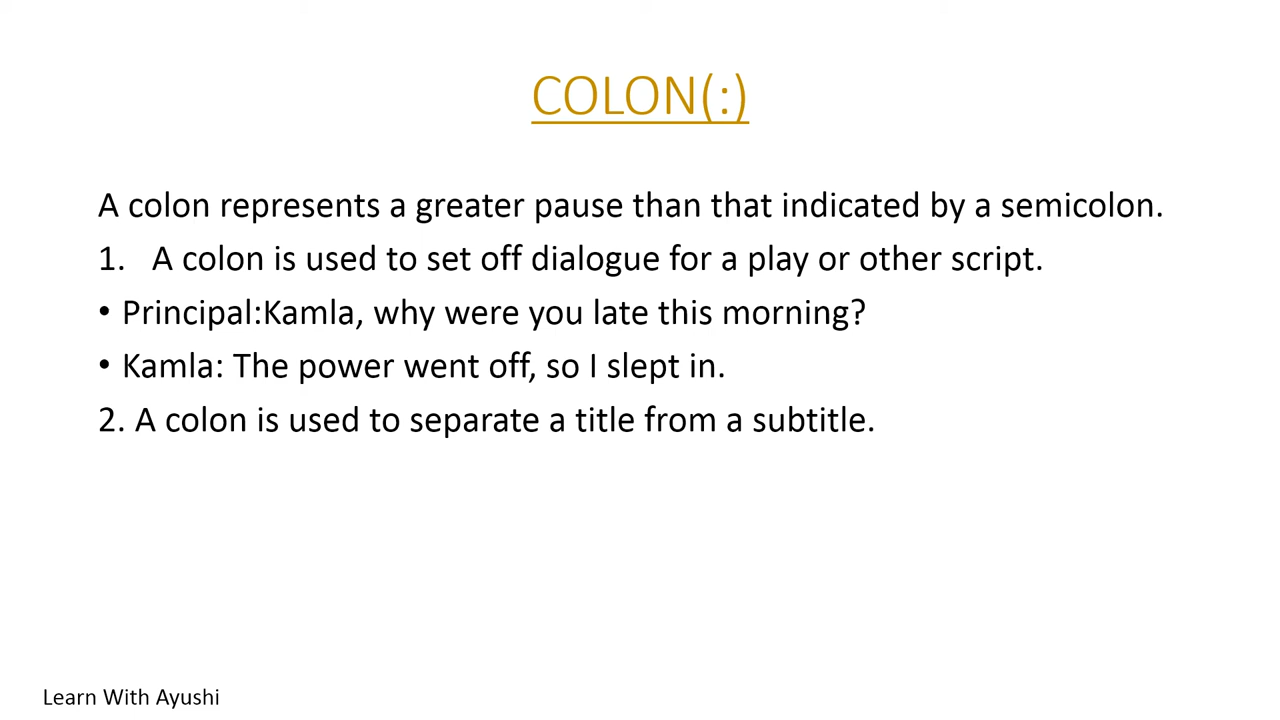 COLON(:)
A colon represents a greater pause than that indicated by a semicolon.
1. A colon is used to set off dialogue for a play or other script.
• Principal:Kamla, why were you late this morning?
• Kamla: The power went off, so I slept in.
2. A colon is used to separate a title from a subtitle.
Learn With Ayushi